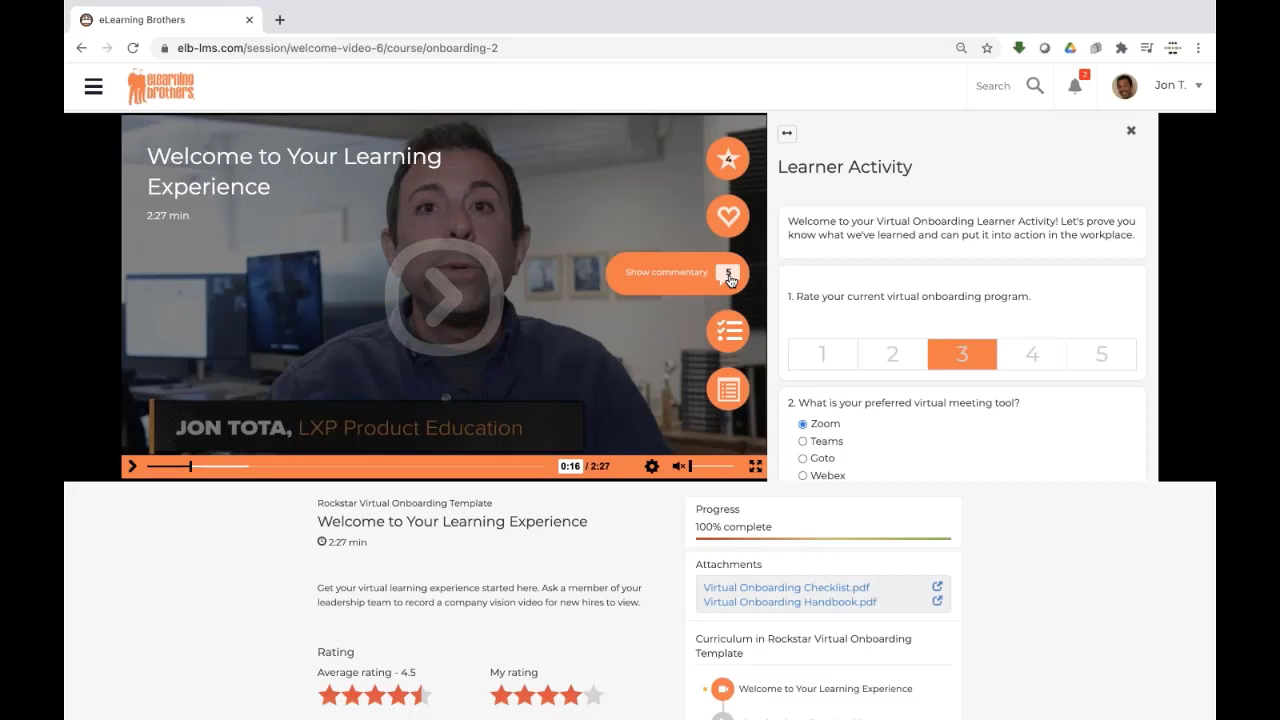 eLearning Brothers
elb-lms.com/session/welcome-video-6/course/onboarding-2
elearning
brothers
Search
2
Jon T.
Welcome to Your Learning
Experience
2:27 min
4
Show commentary
5
JON TOTA, LXP Product Education
0:16 / 2:27
Learner Activity
Welcome to your Virtual Onboarding Learner Activity! Let's prove you
know what we've learned and can put it into action in the workplace.
1. Rate your current virtual onboarding program.
1 2 3 4 5
2. What is your preferred virtual meeting tool?
Zoom
Teams
Goto
Webex
Rockstar Virtual Onboarding Template
Welcome to Your Learning Experience
2:27 min
Get your virtual learning experience started here. Ask a member of your
leadership team to record a company vision video for new hires to view.
Rating
Average rating - 4.5
My rating
Progress
100% complete
Attachments
Virtual Onboarding Checklist.pdf
Virtual Onboarding Handbook.pdf
Curriculum in Rockstar Virtual Onboarding
Template
Welcome to Your Learning Experience